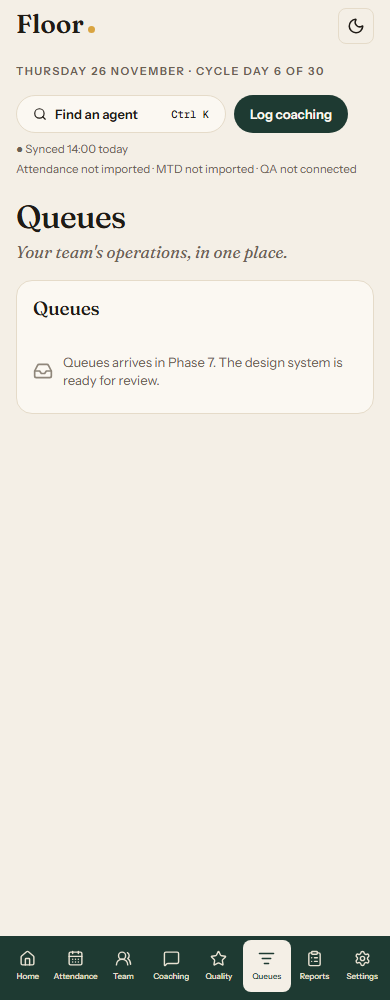 Floor
THURSDAY 26 NOVEMBER · CYCLE DAY 6 OF 30
Find an agent Ctrl K
Log coaching
● Synced 14:00 today
Attendance not imported · MTD not imported · QA not connected
Queues
Your team's operations, in one place.
Queues
Queues arrives in Phase 7. The design system is
ready for review.
Home Attendance Team Coaching Quality Queues Reports Settings